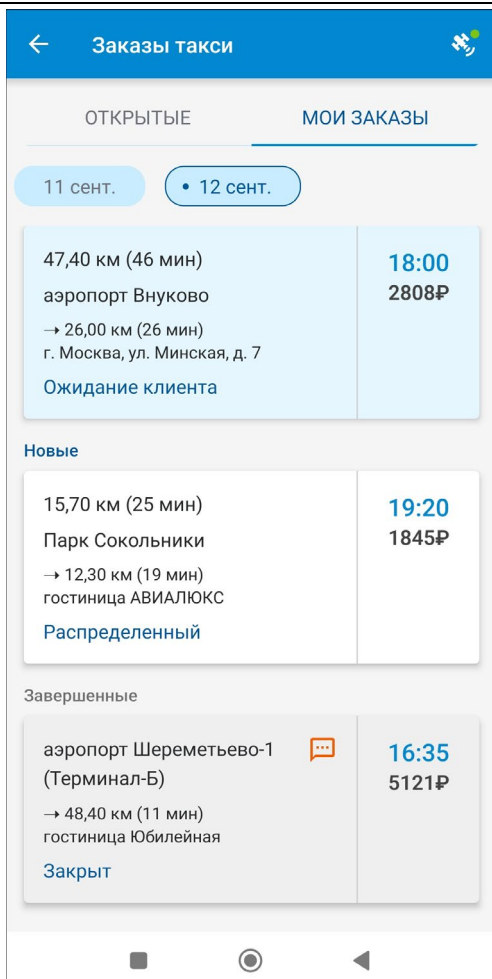 Заказы такси
ОТКРЫТЫЕ
МОИ ЗАКАЗЫ
11 сент.
• 12 сент.
47,40 км (46 мин)
18:00
аэропорт Внуково
2808₽
→ 26,00 км (26 мин)
г. Москва, ул. Минская, д. 7
Ожидание клиента
Новые
15,70 км (25 мин)
19:20
Парк Сокольники
1845₽
→ 12,30 км (19 мин)
гостиница АВИАЛЮКС
Распределенный
Завершенные
аэропорт Шереметьево-1
16:35
(Терминал-Б)
5121₽
→ 48,40 км (11 мин)
гостиница Юбилейная
Закрыт